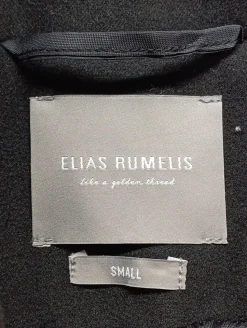 ELIAS RUMELIS
like a golden thread
SMALL